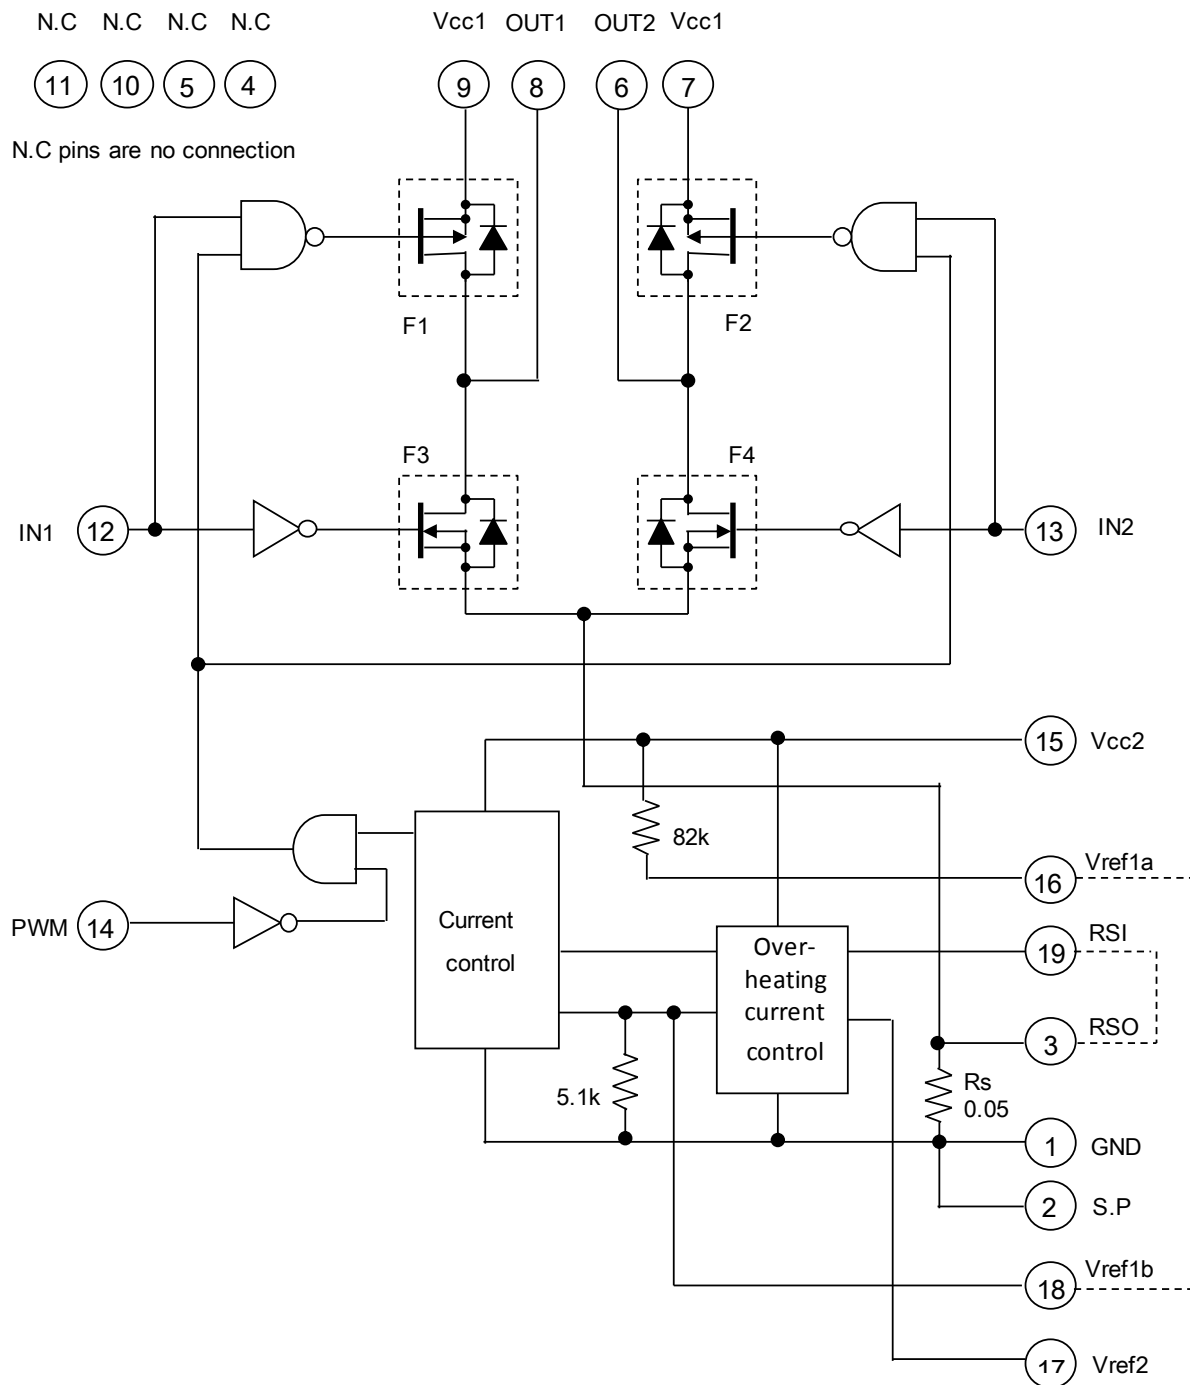 N.C N.C N.C N.C Vcc1 OUT1 OUT2 Vcc1
11 10 5 4 9 8 6 7
N.C pins are no connection
F1 F2
F3 F4
IN1 12 13 IN2
15 Vcc2
82k
16 Vref1a
PWM 14
Current
control
Over-
heating
current
control
19 RSI
3 RSO
5.1k
Rs
0.05
1 GND
2 S.P
18 Vref1b
17 Vref2